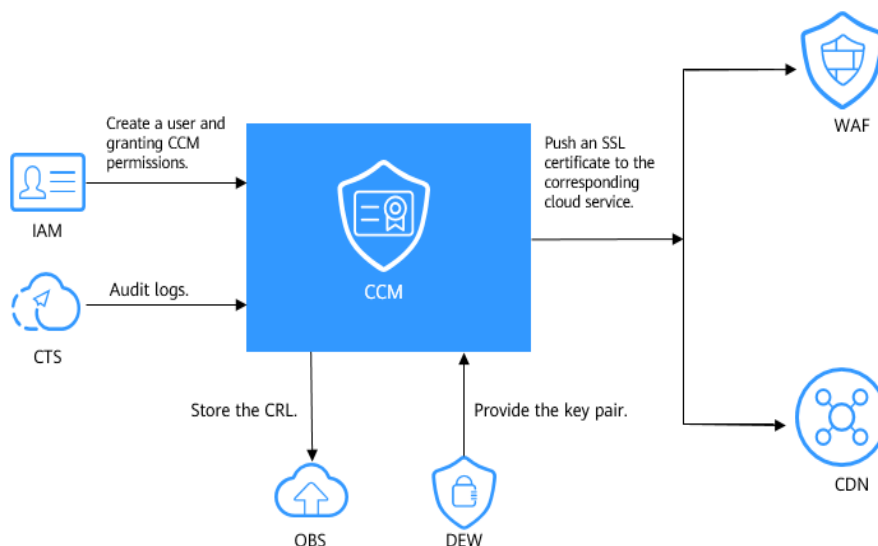 WAF
Create a user and
granting CCM
permissions.
Push an SSL
certificate to the
corresponding
cloud service.
IAM
CCM
Audit logs.
CTS
Store the CRL.
Provide the key pair.
CDN
OBS
DEW